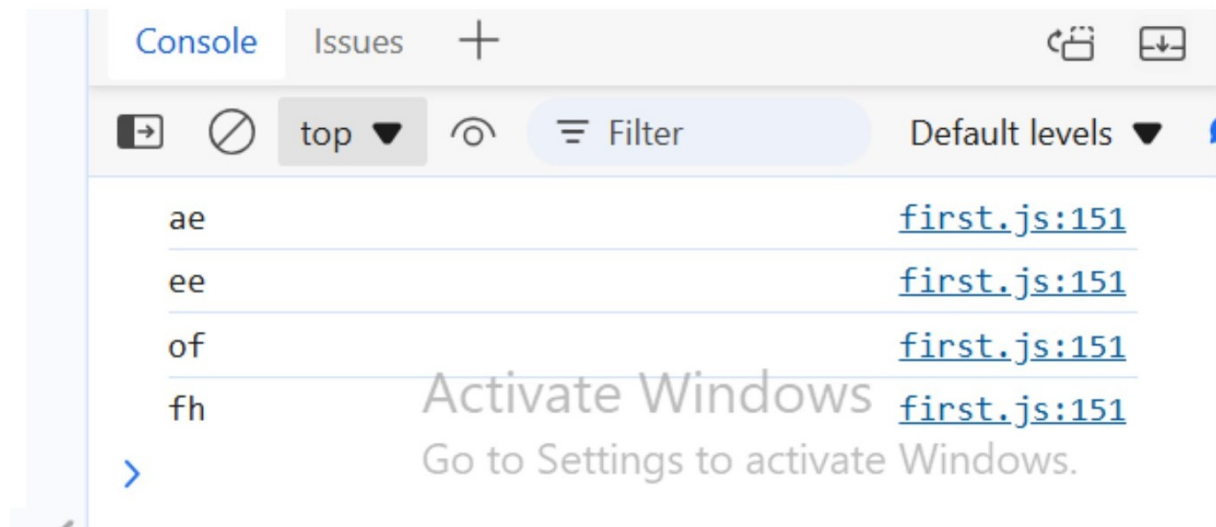 Console Issues
top Filter Default levels
ae first.js:151
ee first.js:151
of first.js:151
fh first.js:151
Activate Windows
Go to Settings to activate Windows.